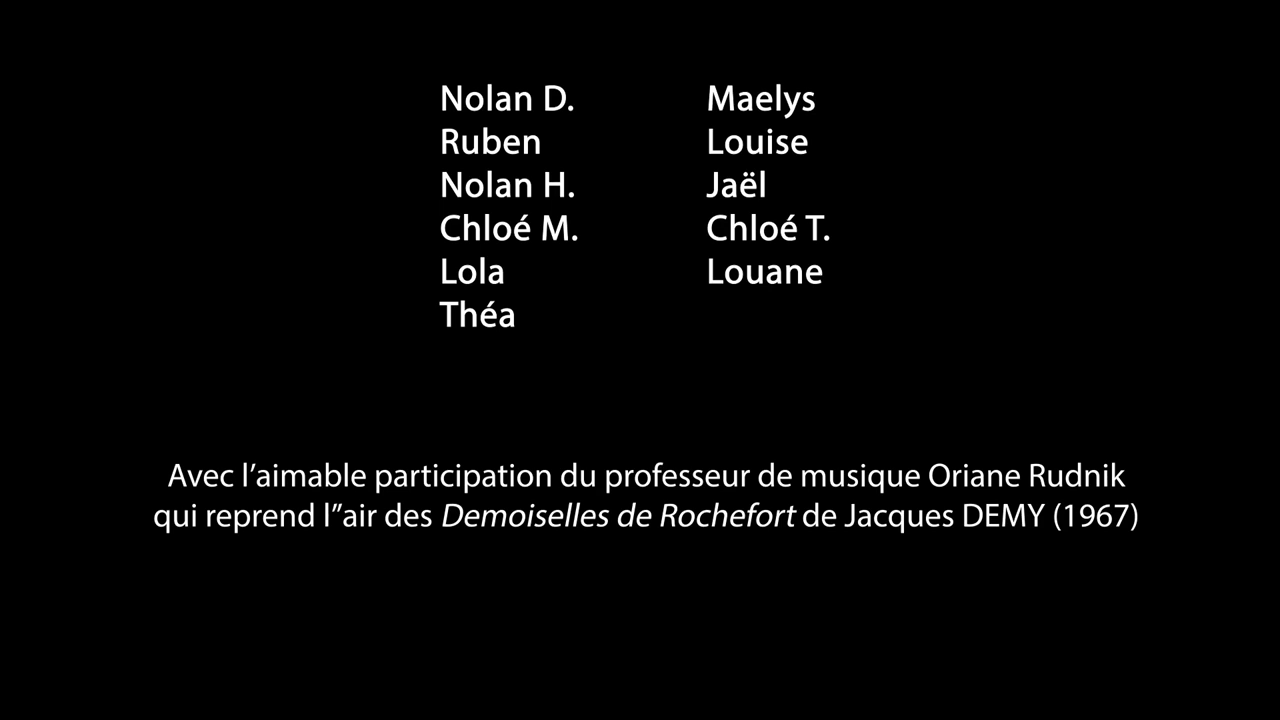 Nolan D.
Ruben
Nolan H.
Chloé M.
Lola
Théa
Maelys
Louise
Jaël
Chloé T.
Louane
Avec l’aimable participation du professeur de musique Oriane Rudnik
qui reprend l’’air des Demoiselles de Rochefort de Jacques DEMY (1967)